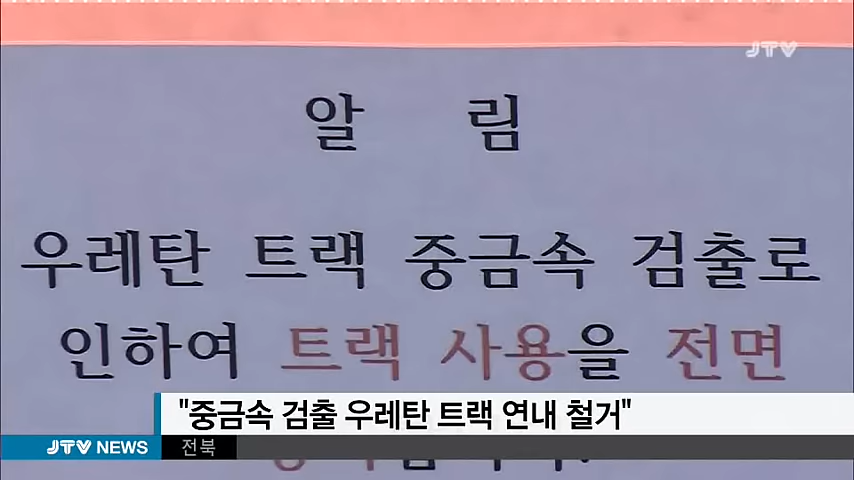 JTV
알 림
우레탄 트랙 중금속 검출로
인하여 트랙 사용을 전면
"중금속 검출 우레탄 트랙 연내 철거"
JTV NEWS 전북